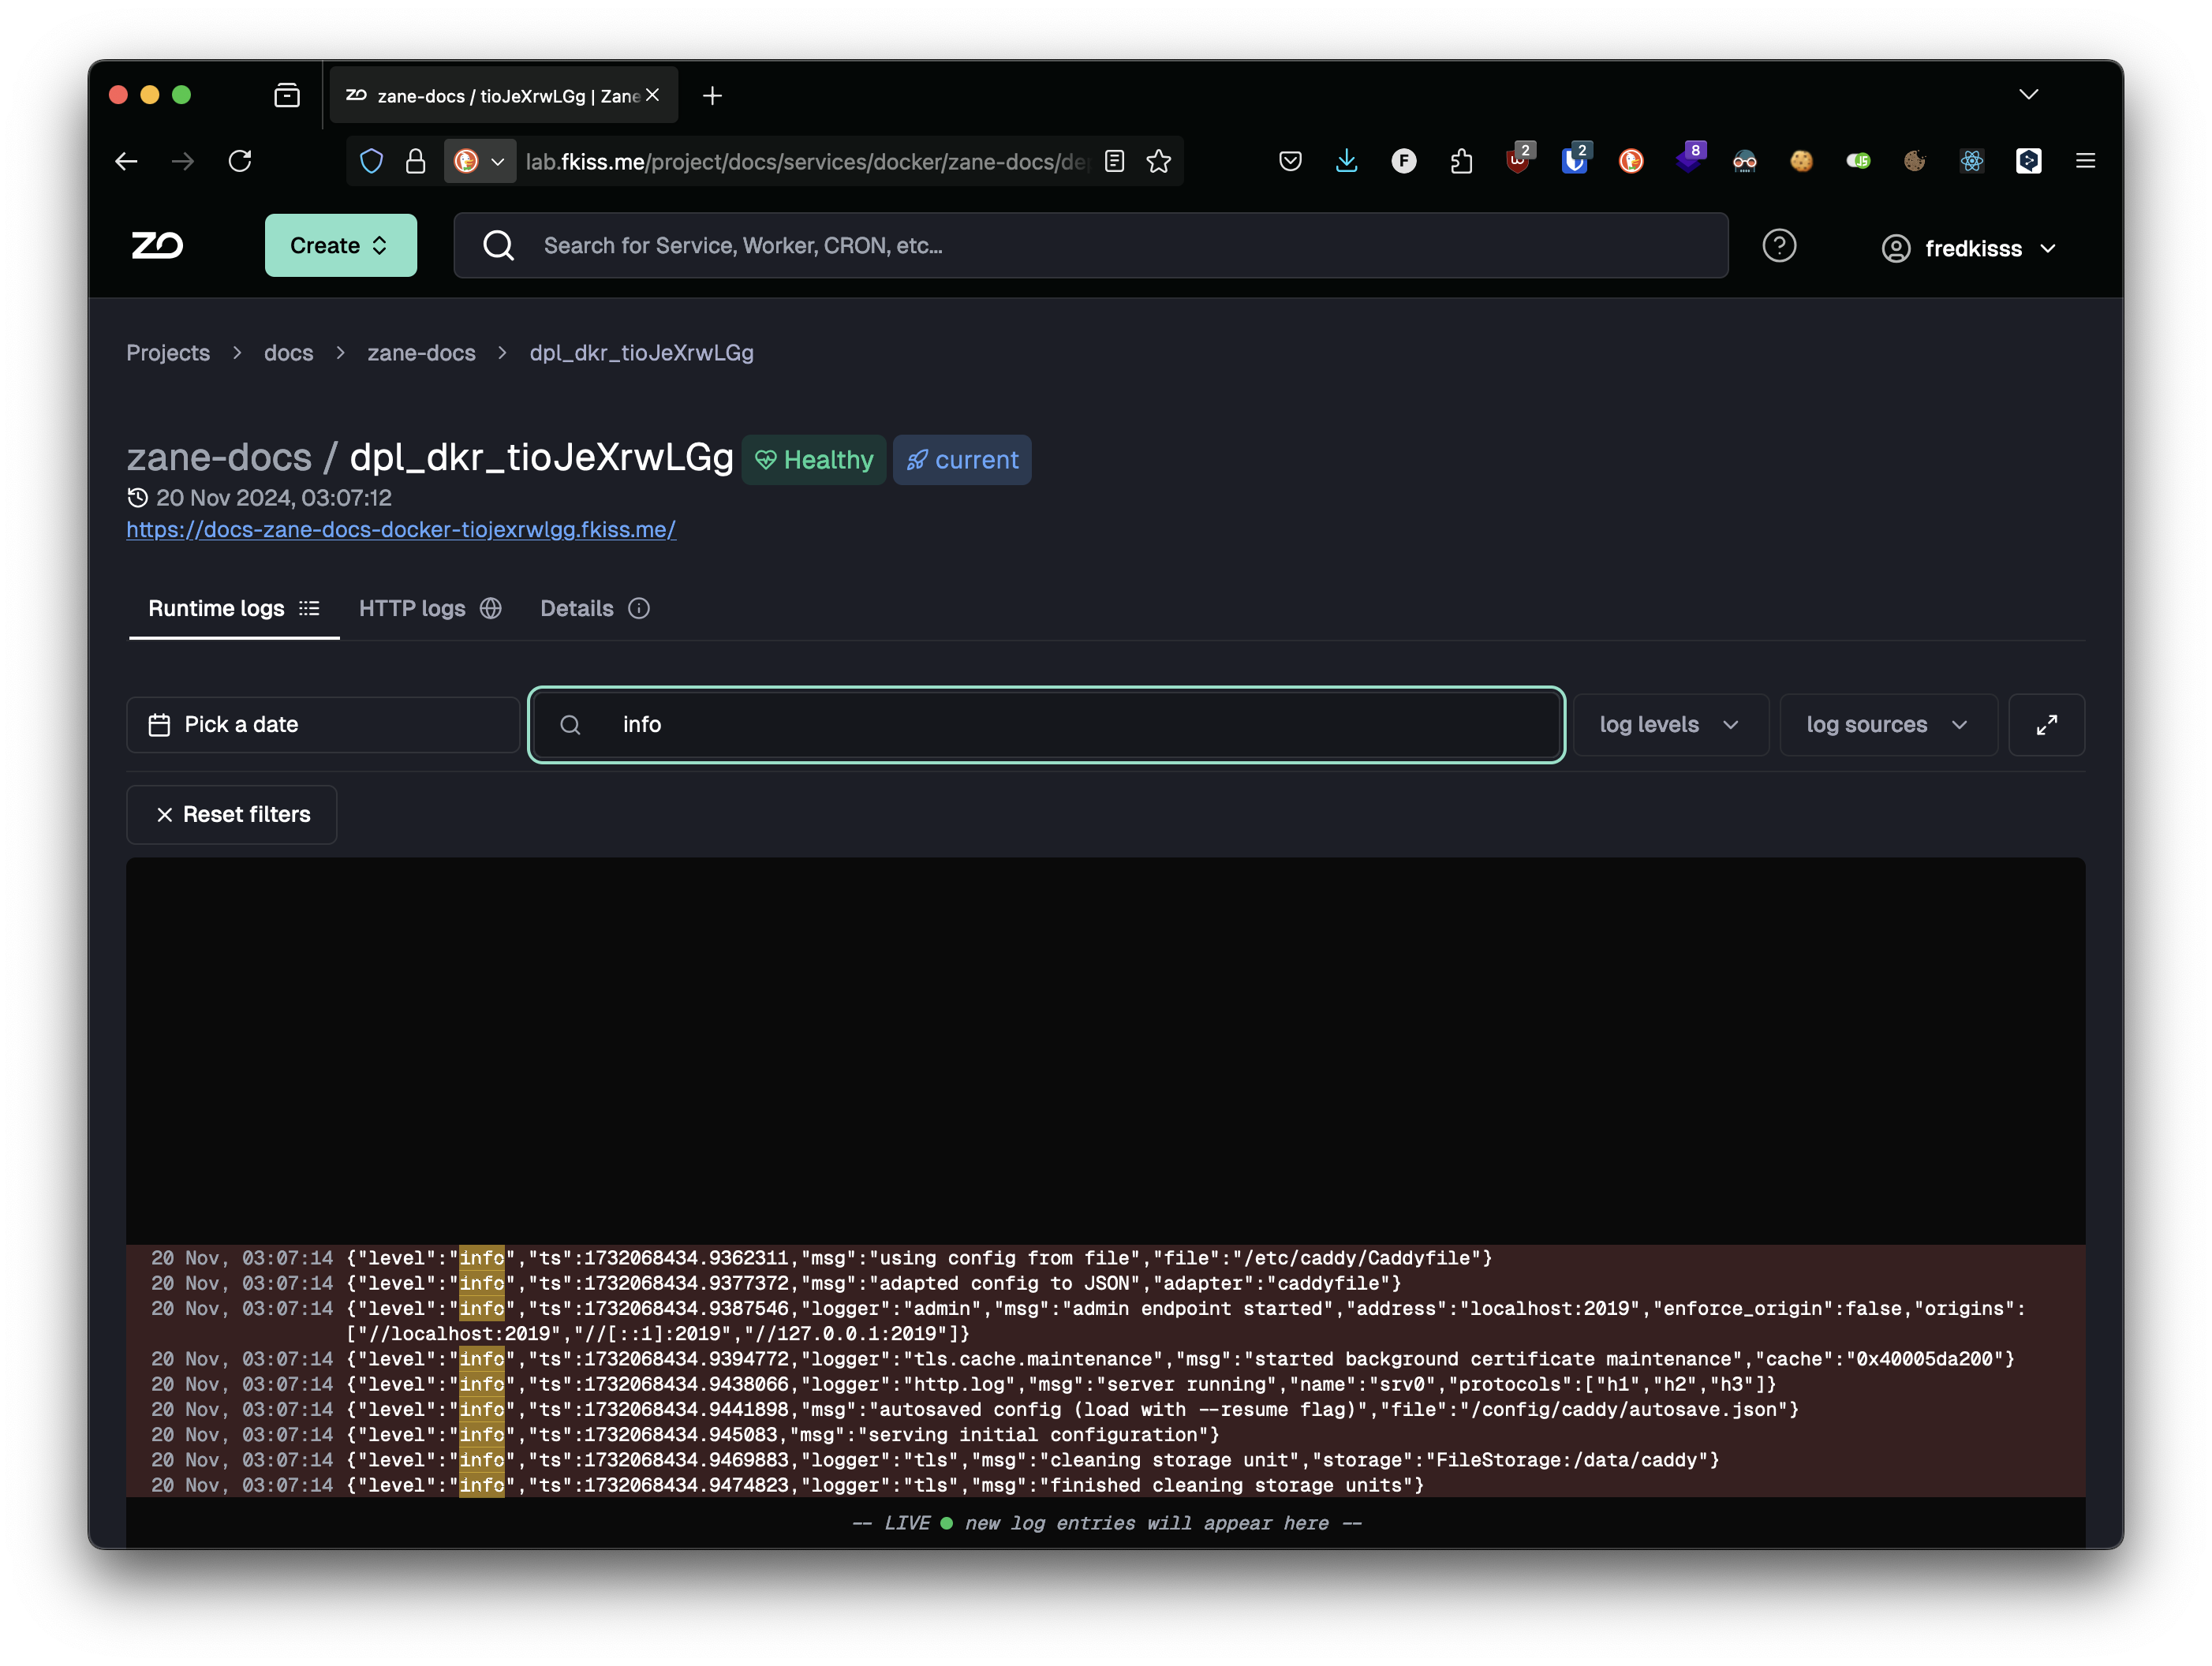 zane-docs / tioJeXrwLGg | Zane
lab.fkiss.me/project/docs/services/docker/zane-docs/de
F
2
2
8
JS
ZO
Create
Search for Service, Worker, CRON, etc...
fredkisss
Projects > docs > zane-docs > dpl_dkr_tioJeXrwLGg
zane-docs / dpl_dkr_tioJeXrwLGg Healthy current
20 Nov 2024, 03:07:12
https://docs-zane-docs-docker-tiojexrwlgg.fkiss.me/
Runtime logs HTTP logs Details
Pick a date info log levels log sources
Reset filters
20 Nov, 03:07:14 {"level":"info","ts":1732068434.9362311,"msg":"using config from file","file":"/etc/caddy/Caddyfile"}
20 Nov, 03:07:14 {"level":"info","ts":1732068434.9377372,"msg":"adapted config to JSON","adapter":"caddyfile"}
20 Nov, 03:07:14 {"level":"info","ts":1732068434.9387546,"logger":"admin","msg":"admin endpoint started","address":"localhost:2019","enforce_origin":false,"origins":
["//localhost:2019","//[::1]:2019","//127.0.0.1:2019"]}
20 Nov, 03:07:14 {"level":"info","ts":1732068434.9394772,"logger":"tls.cache.maintenance","msg":"started background certificate maintenance","cache":"0x40005da200"}
20 Nov, 03:07:14 {"level":"info","ts":1732068434.9438066,"logger":"http.log","msg":"server running","name":"srv0","protocols":["h1","h2","h3"]}
20 Nov, 03:07:14 {"level":"info","ts":1732068434.9441898,"msg":"autosaved config (load with --resume flag)","file":"/config/caddy/autosave.json"}
20 Nov, 03:07:14 {"level":"info","ts":1732068434.945083,"msg":"serving initial configuration"}
20 Nov, 03:07:14 {"level":"info","ts":1732068434.9469883,"logger":"tls","msg":"cleaning storage unit","storage":"FileStorage:/data/caddy"}
20 Nov, 03:07:14 {"level":"info","ts":1732068434.9474823,"logger":"tls","msg":"finished cleaning storage units"}
-- LIVE new log entries will appear here --